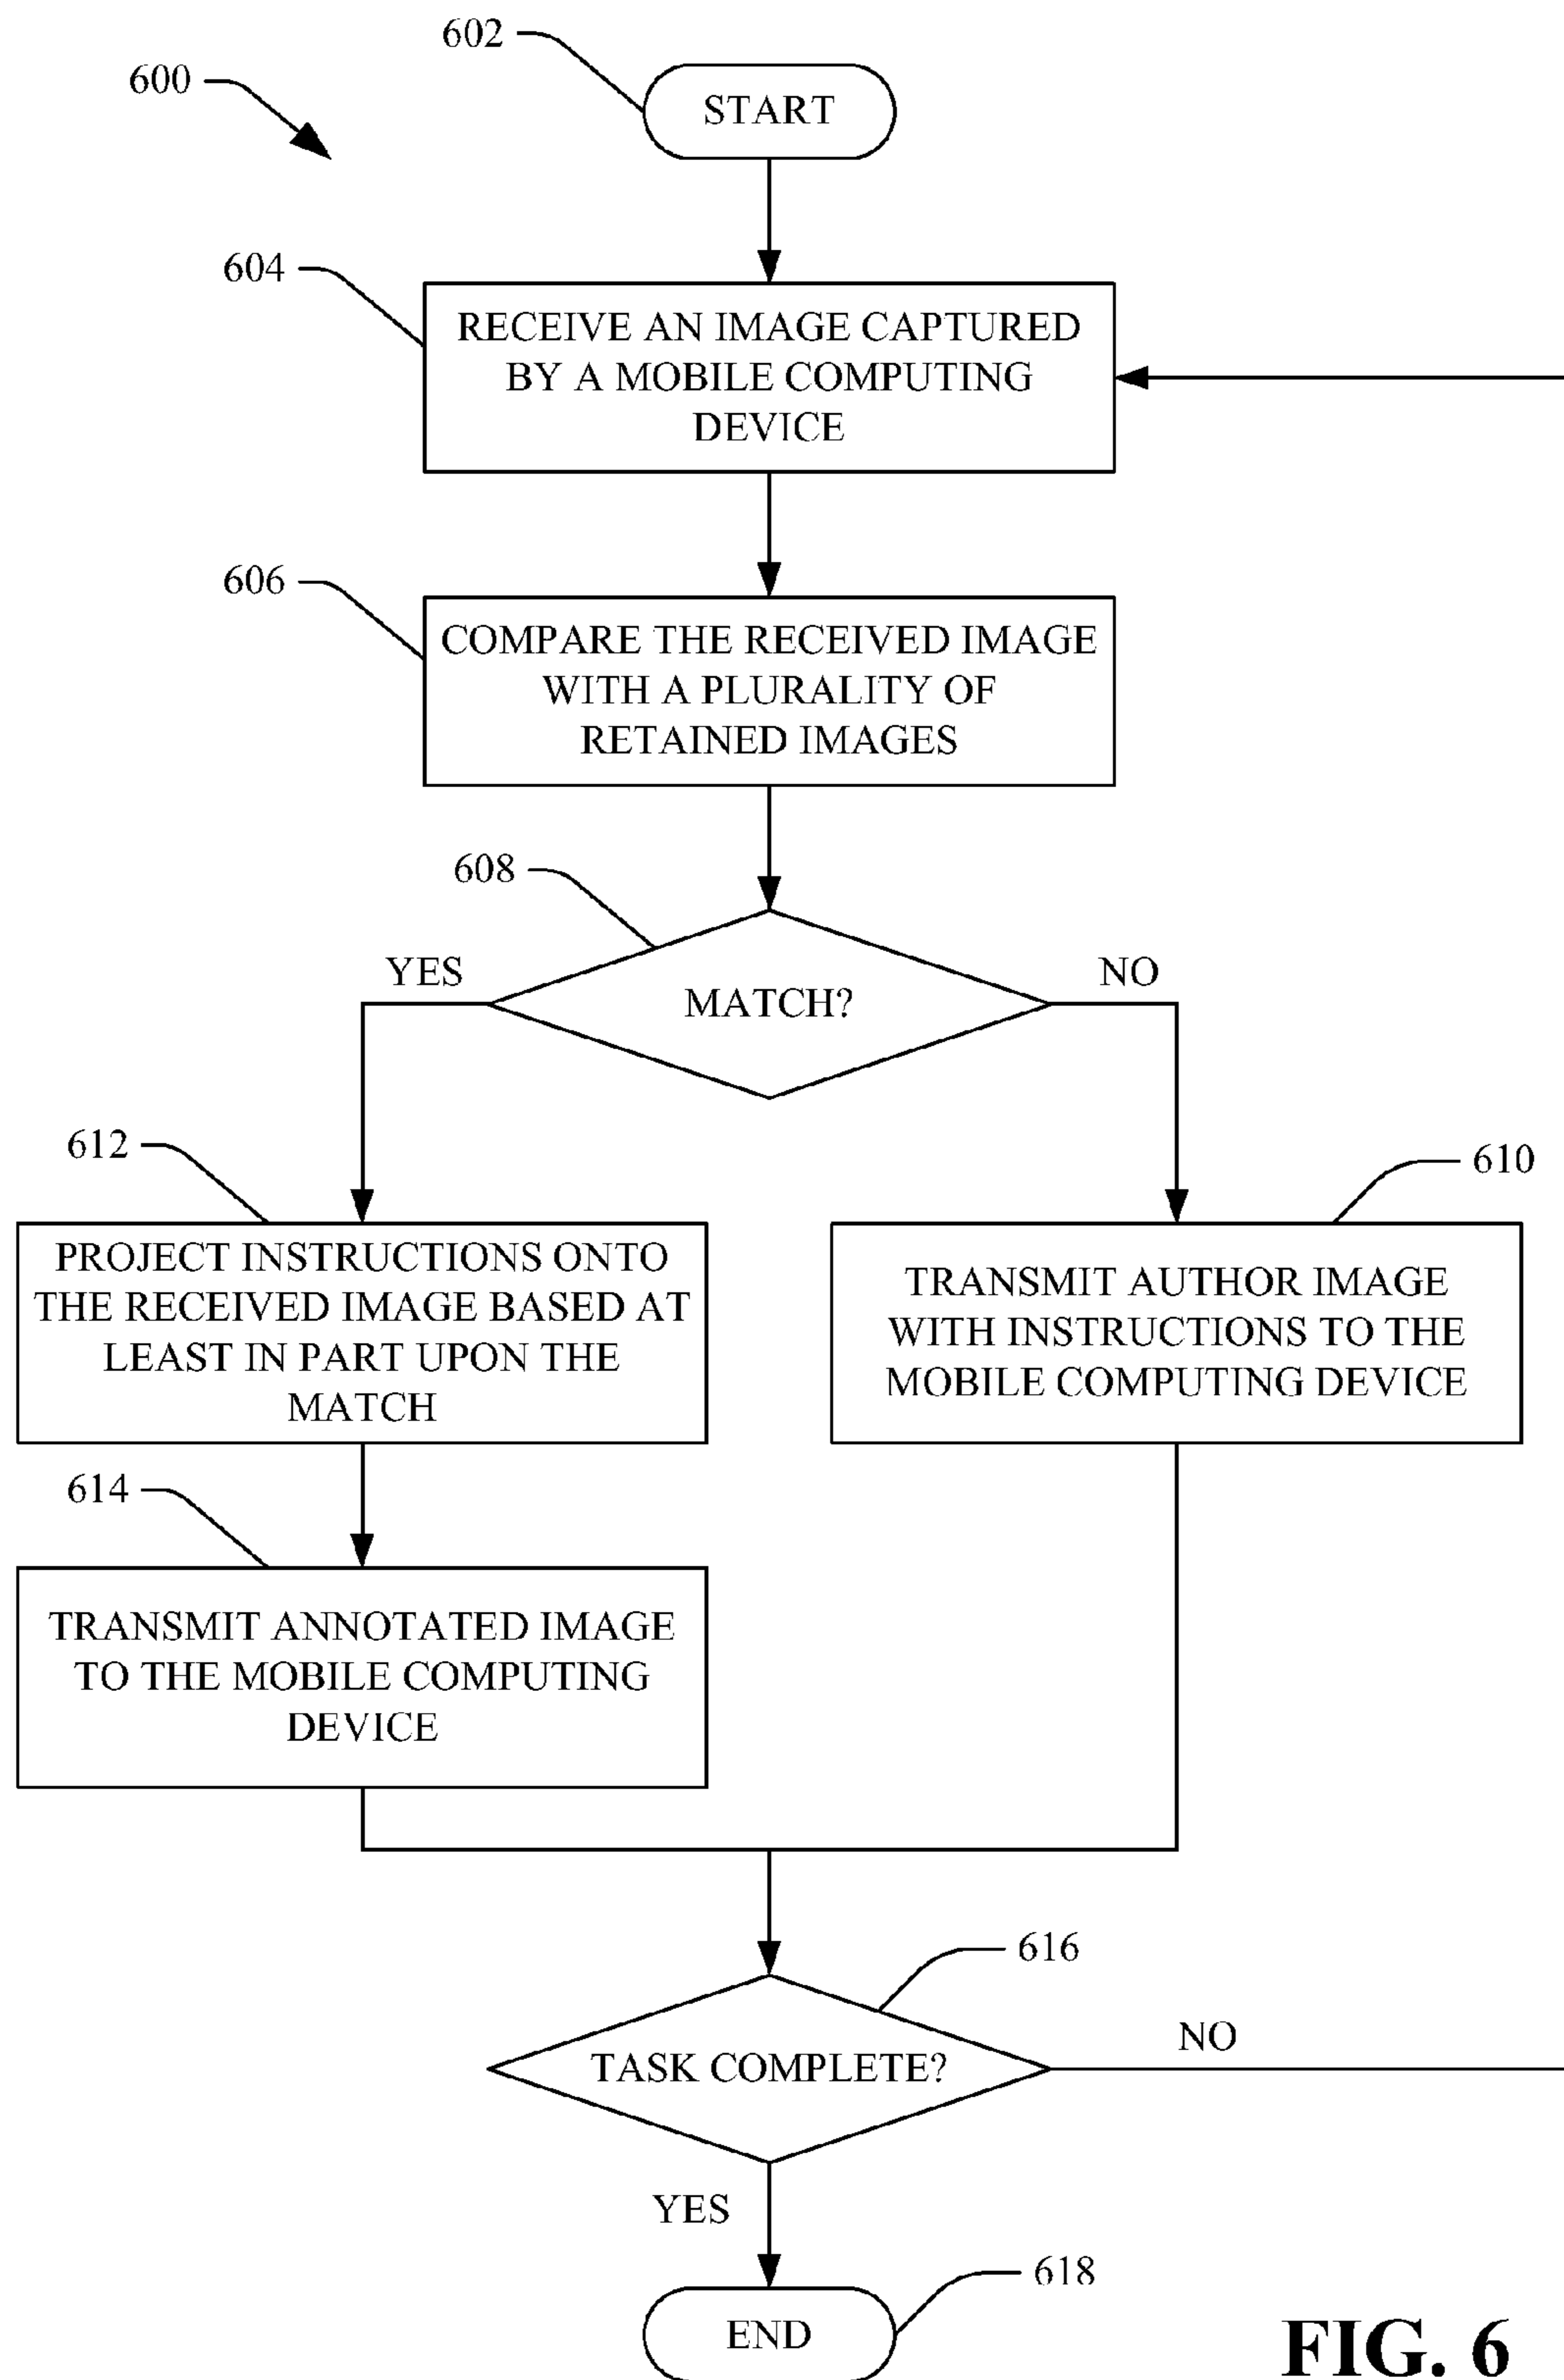 602
600
START
604
RECEIVE AN IMAGE CAPTURED
BY A MOBILE COMPUTING
DEVICE
606
COMPARE THE RECEIVED IMAGE
WITH A PLURALITY OF
RETAINED IMAGES
608
YES
NO
MATCH?
612
610
PROJECT INSTRUCTIONS ONTO
THE RECEIVED IMAGE BASED AT
LEAST IN PART UPON THE
MATCH
TRANSMIT AUTHOR IMAGE
WITH INSTRUCTIONS TO THE
MOBILE COMPUTING DEVICE
614
TRANSMIT ANNOTATED IMAGE
TO THE MOBILE COMPUTING
DEVICE
616
NO
TASK COMPLETE?
YES
618
END
FIG. 6